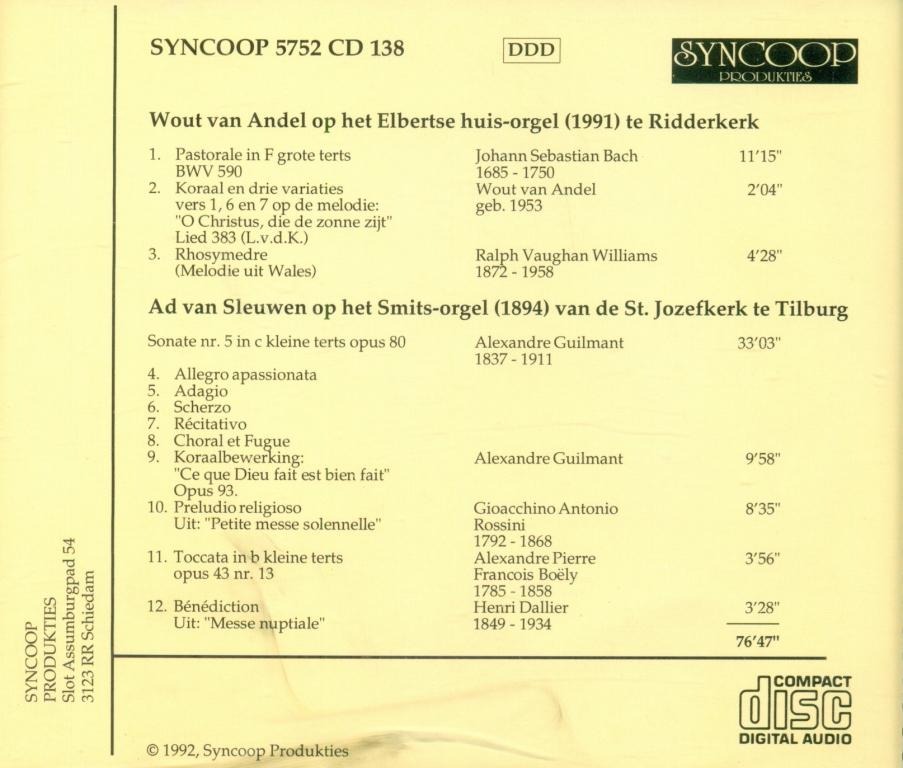 SYNCOOP 5752 CD 138 DDD SYNCOOP
PRODUKTIES
Wout van Andel op het Elbertse huis-orgel (1991) te Ridderkerk
1. Pastorale in F grote terts Johann Sebastian Bach 11'15"
BWV 590 1685 - 1750
2. Koraal en drie variaties Wout van Andel 2'04"
vers 1, 6 en 7 op de melodie: geb. 1953
"O Christus, die de zonne zijt"
Lied 383 (L.v.d.K.)
3. Rhosymedre Ralph Vaughan Williams 4'28"
(Melodie uit Wales) 1872 - 1958
Ad van Sleuwen op het Smits-orgel (1894) van de St. Jozefkerk te Tilburg
Sonate nr. 5 in c kleine terts opus 80 Alexandre Guilmant 33'03"
1837 - 1911
4. Allegro apassionata
5. Adagio
6. Scherzo
7. Récitativo
8. Choral et Fugue
9. Koraalbewerking: Alexandre Guilmant 9'58"
"Ce que Dieu fait est bien fait"
Opus 93.
10. Preludio religioso Gioacchino Antonio 8'35"
Uit: "Petite messe solennelle" Rossini
1792 - 1868
11. Toccata in b kleine terts Alexandre Pierre 3'56"
opus 43 nr. 13 Francois Boëly
1785 - 1858
12. Bénédiction Henri Dallier 3'28"
Uit: "Messe nuptiale" 1849 - 1934
76'47"
SYNCOOP
PRODUKTIES
Slot Assumburgpad 54
3123 RR Schiedam
© 1992, Syncoop Produkties
COMPACT
disc
DIGITAL AUDIO